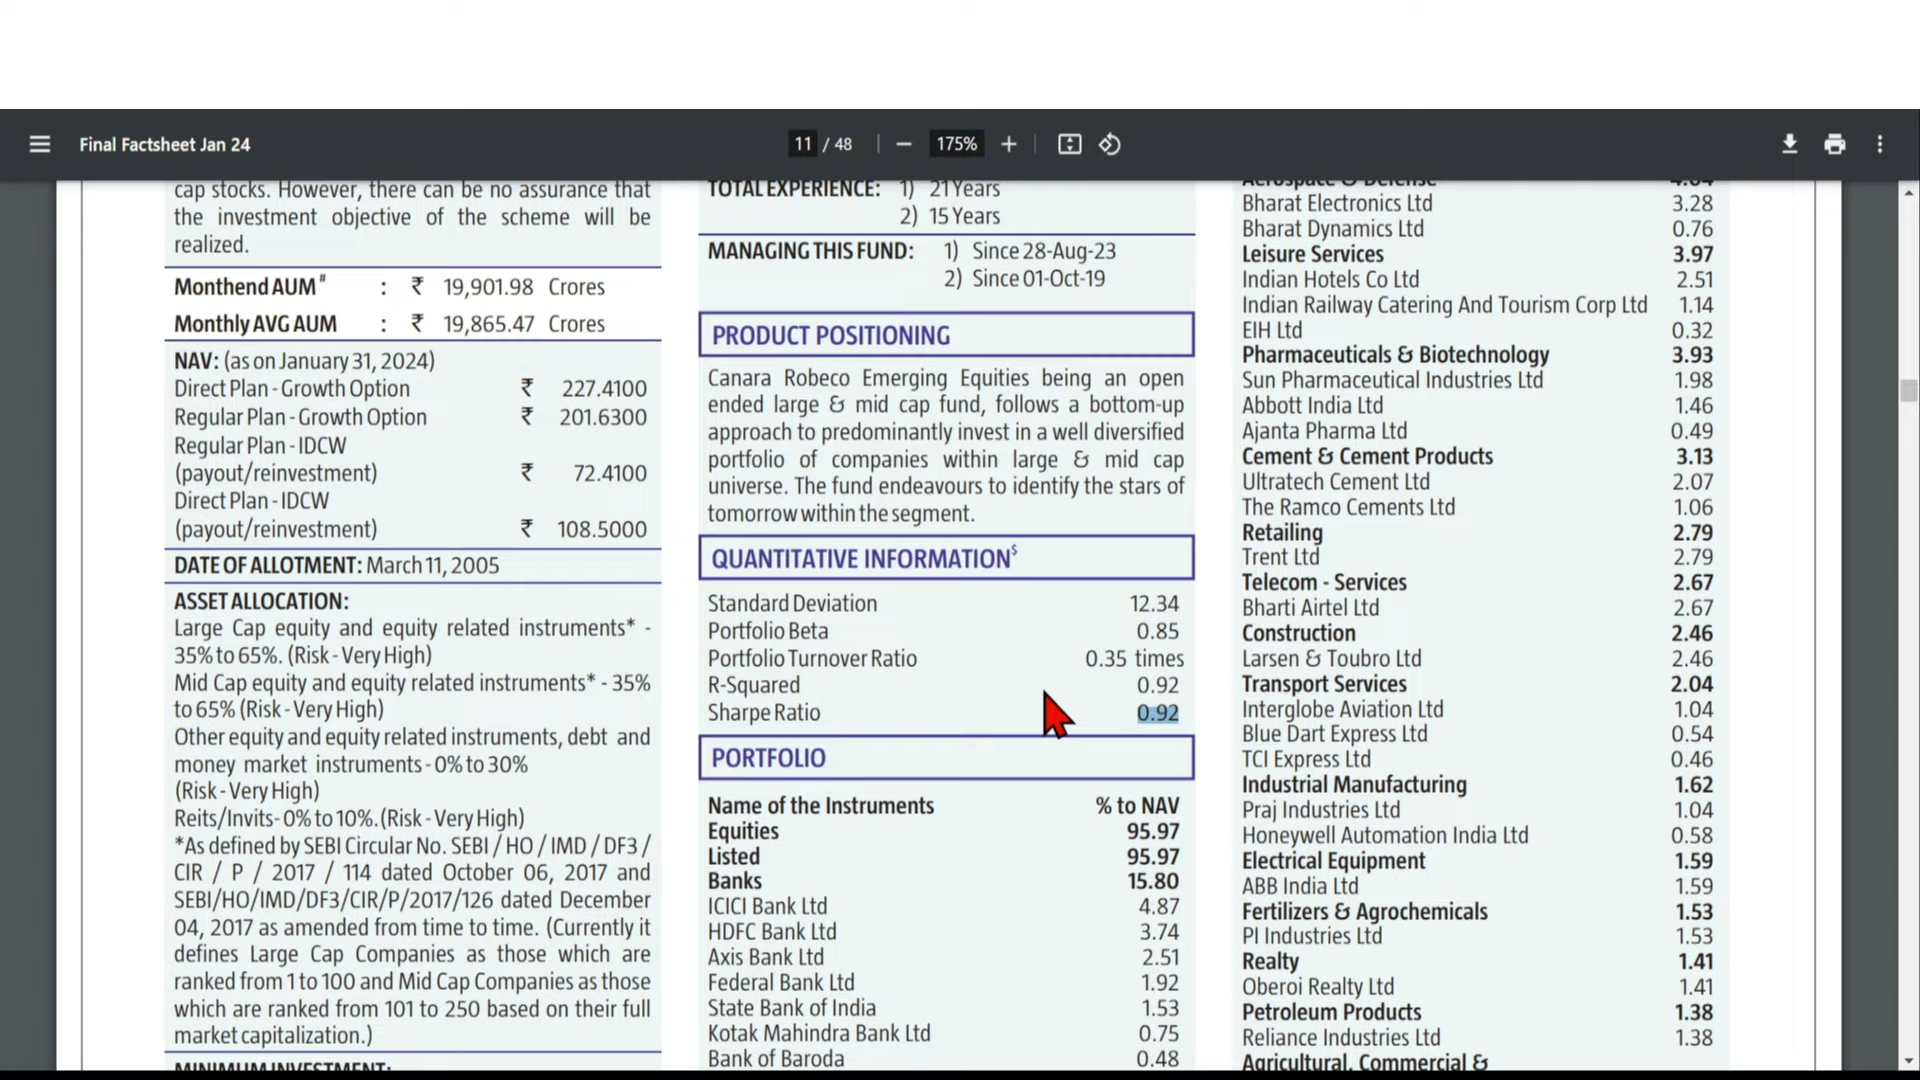 Final Factsheet Jan 24
11 / 48
175%
cap stocks. However, there can be no assurance that
the investment objective of the scheme will be
realized.
Monthend AUM# : ₹ 19,901.98 Crores
Monthly AVG AUM : ₹ 19,865.47 Crores
NAV: (as on January 31, 2024)
Direct Plan - Growth Option ₹ 227.4100
Regular Plan - Growth Option ₹ 201.6300
Regular Plan - IDCW
(payout/reinvestment) ₹ 72.4100
Direct Plan - IDCW
(payout/reinvestment) ₹ 108.5000
DATE OF ALLOTMENT: March 11, 2005
ASSET ALLOCATION:
Large Cap equity and equity related instruments* -
35% to 65%. (Risk - Very High)
Mid Cap equity and equity related instruments* - 35%
to 65% (Risk - Very High)
Other equity and equity related instruments, debt and
money market instruments - 0% to 30%
(Risk - Very High)
Reits/Invits- 0% to 10%.(Risk - Very High)
*As defined by SEBI Circular No. SEBI / HO / IMD / DF3 /
CIR / P / 2017 / 114 dated October 06, 2017 and
SEBI/HO/IMD/DF3/CIR/P/2017/126 dated December
04, 2017 as amended from time to time. (Currently it
defines Large Cap Companies as those which are
ranked from 1 to 100 and Mid Cap Companies as those
which are ranked from 101 to 250 based on their full
market capitalization.)
MINIMUM INVESTMENT:
TOTAL EXPERIENCE: 1) 21 Years
2) 15 Years
MANAGING THIS FUND: 1) Since 28-Aug-23
2) Since 01-Oct-19
PRODUCT POSITIONING
Canara Robeco Emerging Equities being an open
ended large & mid cap fund, follows a bottom-up
approach to predominantly invest in a well diversified
portfolio of companies within large & mid cap
universe. The fund endeavours to identify the stars of
tomorrow within the segment.
QUANTITATIVE INFORMATION$
Standard Deviation 12.34
Portfolio Beta 0.85
Portfolio Turnover Ratio 0.35 times
R-Squared 0.92
Sharpe Ratio 0.92
PORTFOLIO
Name of the Instruments % to NAV
Equities 95.97
Listed 95.97
Banks 15.80
ICICI Bank Ltd 4.87
HDFC Bank Ltd 3.74
Axis Bank Ltd 2.51
Federal Bank Ltd 1.92
State Bank of India 1.53
Kotak Mahindra Bank Ltd 0.75
Bank of Baroda 0.48
Aerospace & Defense 4.04
Bharat Electronics Ltd 3.28
Bharat Dynamics Ltd 0.76
Leisure Services 3.97
Indian Hotels Co Ltd 2.51
Indian Railway Catering And Tourism Corp Ltd 1.14
EIH Ltd 0.32
Pharmaceuticals & Biotechnology 3.93
Sun Pharmaceutical Industries Ltd 1.98
Abbott India Ltd 1.46
Ajanta Pharma Ltd 0.49
Cement & Cement Products 3.13
Ultratech Cement Ltd 2.07
The Ramco Cements Ltd 1.06
Retailing 2.79
Trent Ltd 2.79
Telecom - Services 2.67
Bharti Airtel Ltd 2.67
Construction 2.46
Larsen & Toubro Ltd 2.46
Transport Services 2.04
Interglobe Aviation Ltd 1.04
Blue Dart Express Ltd 0.54
TCI Express Ltd 0.46
Industrial Manufacturing 1.62
Praj Industries Ltd 1.04
Honeywell Automation India Ltd 0.58
Electrical Equipment 1.59
ABB India Ltd 1.59
Fertilizers & Agrochemicals 1.53
PI Industries Ltd 1.53
Realty 1.41
Oberoi Realty Ltd 1.41
Petroleum Products 1.38
Reliance Industries Ltd 1.38
Agricultural, Commercial &